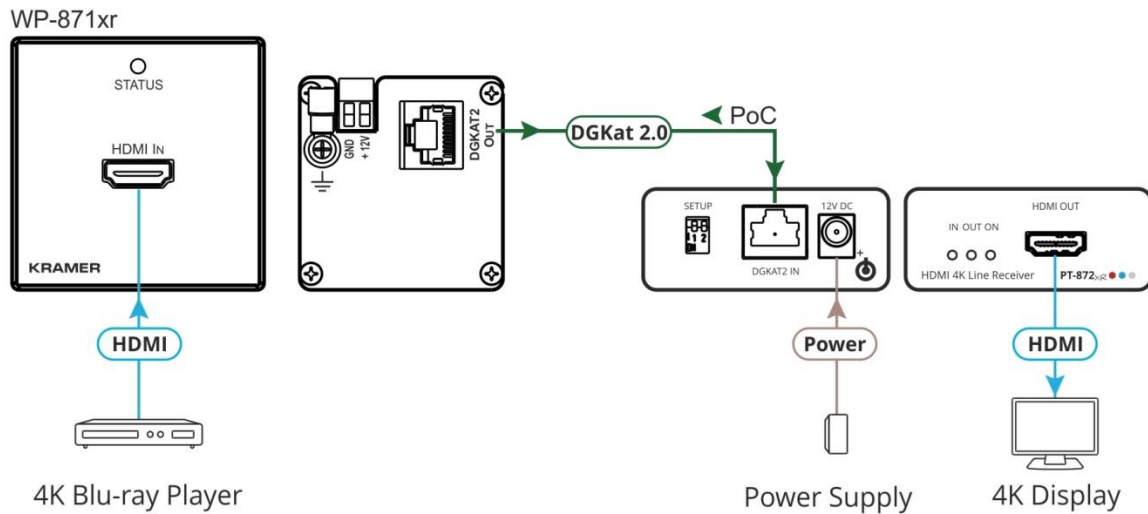 WP-871xr
STATUS
HDMI IN
KRAMER
HDMI
4K Blu-ray Player
GND
+ 12V
DGKAT2
OUT
DGKat 2.0
PoC
SETUP
1 2
ON
DGKAT2 IN
12V DC
+
Power
Power Supply
HDMI OUT
IN OUT ON
HDMI 4K Line Receiver
PT-872xR
HDMI
4K Display